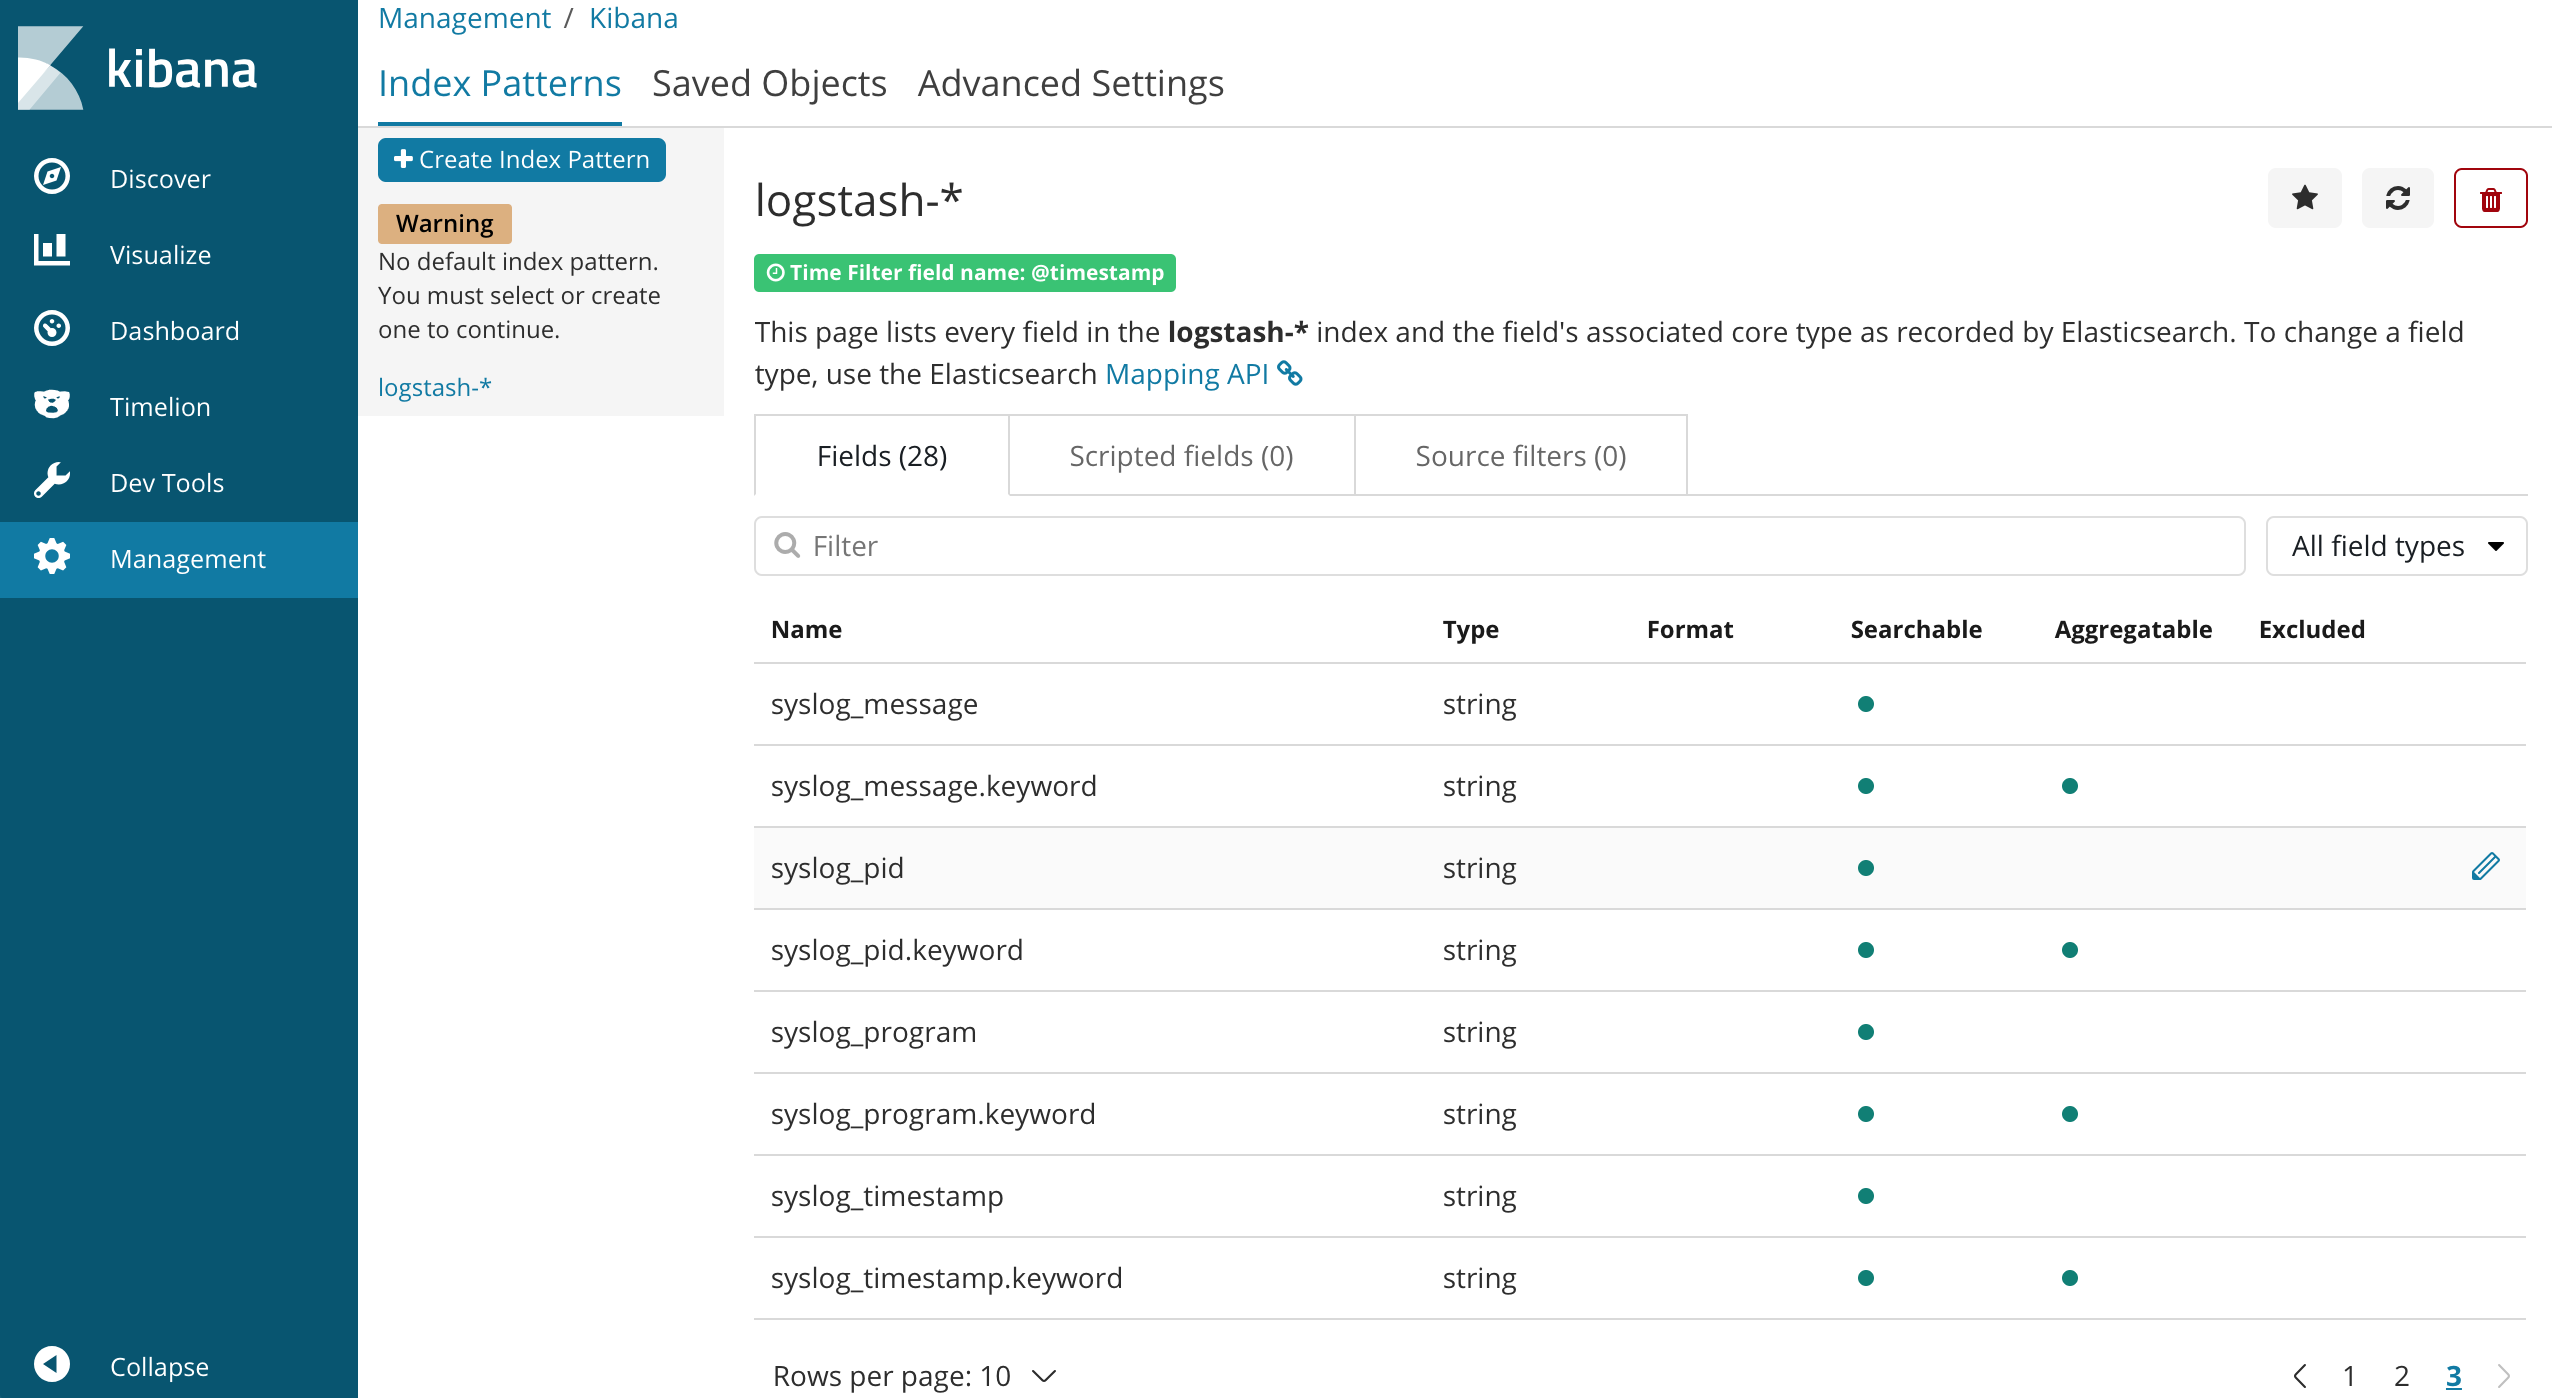 kibana
Discover
Visualize
Dashboard
Timelion
Dev Tools
Management
Collapse
Management / Kibana
Index Patterns Saved Objects Advanced Settings
Create Index Pattern
Warning
No default index pattern.
You must select or create
one to continue.
logstash-*
logstash-*
Time Filter field name: @timestamp
This page lists every field in the logstash-* index and the field's associated core type as recorded by Elasticsearch. To change a field
type, use the Elasticsearch Mapping API
Fields (28) Scripted fields (0) Source filters (0)
Filter All field types
Name Type Format Searchable Aggregatable Excluded
syslog_message string
syslog_message.keyword string
syslog_pid string
syslog_pid.keyword string
syslog_program string
syslog_program.keyword string
syslog_timestamp string
syslog_timestamp.keyword string
Rows per page: 10 1 2 3